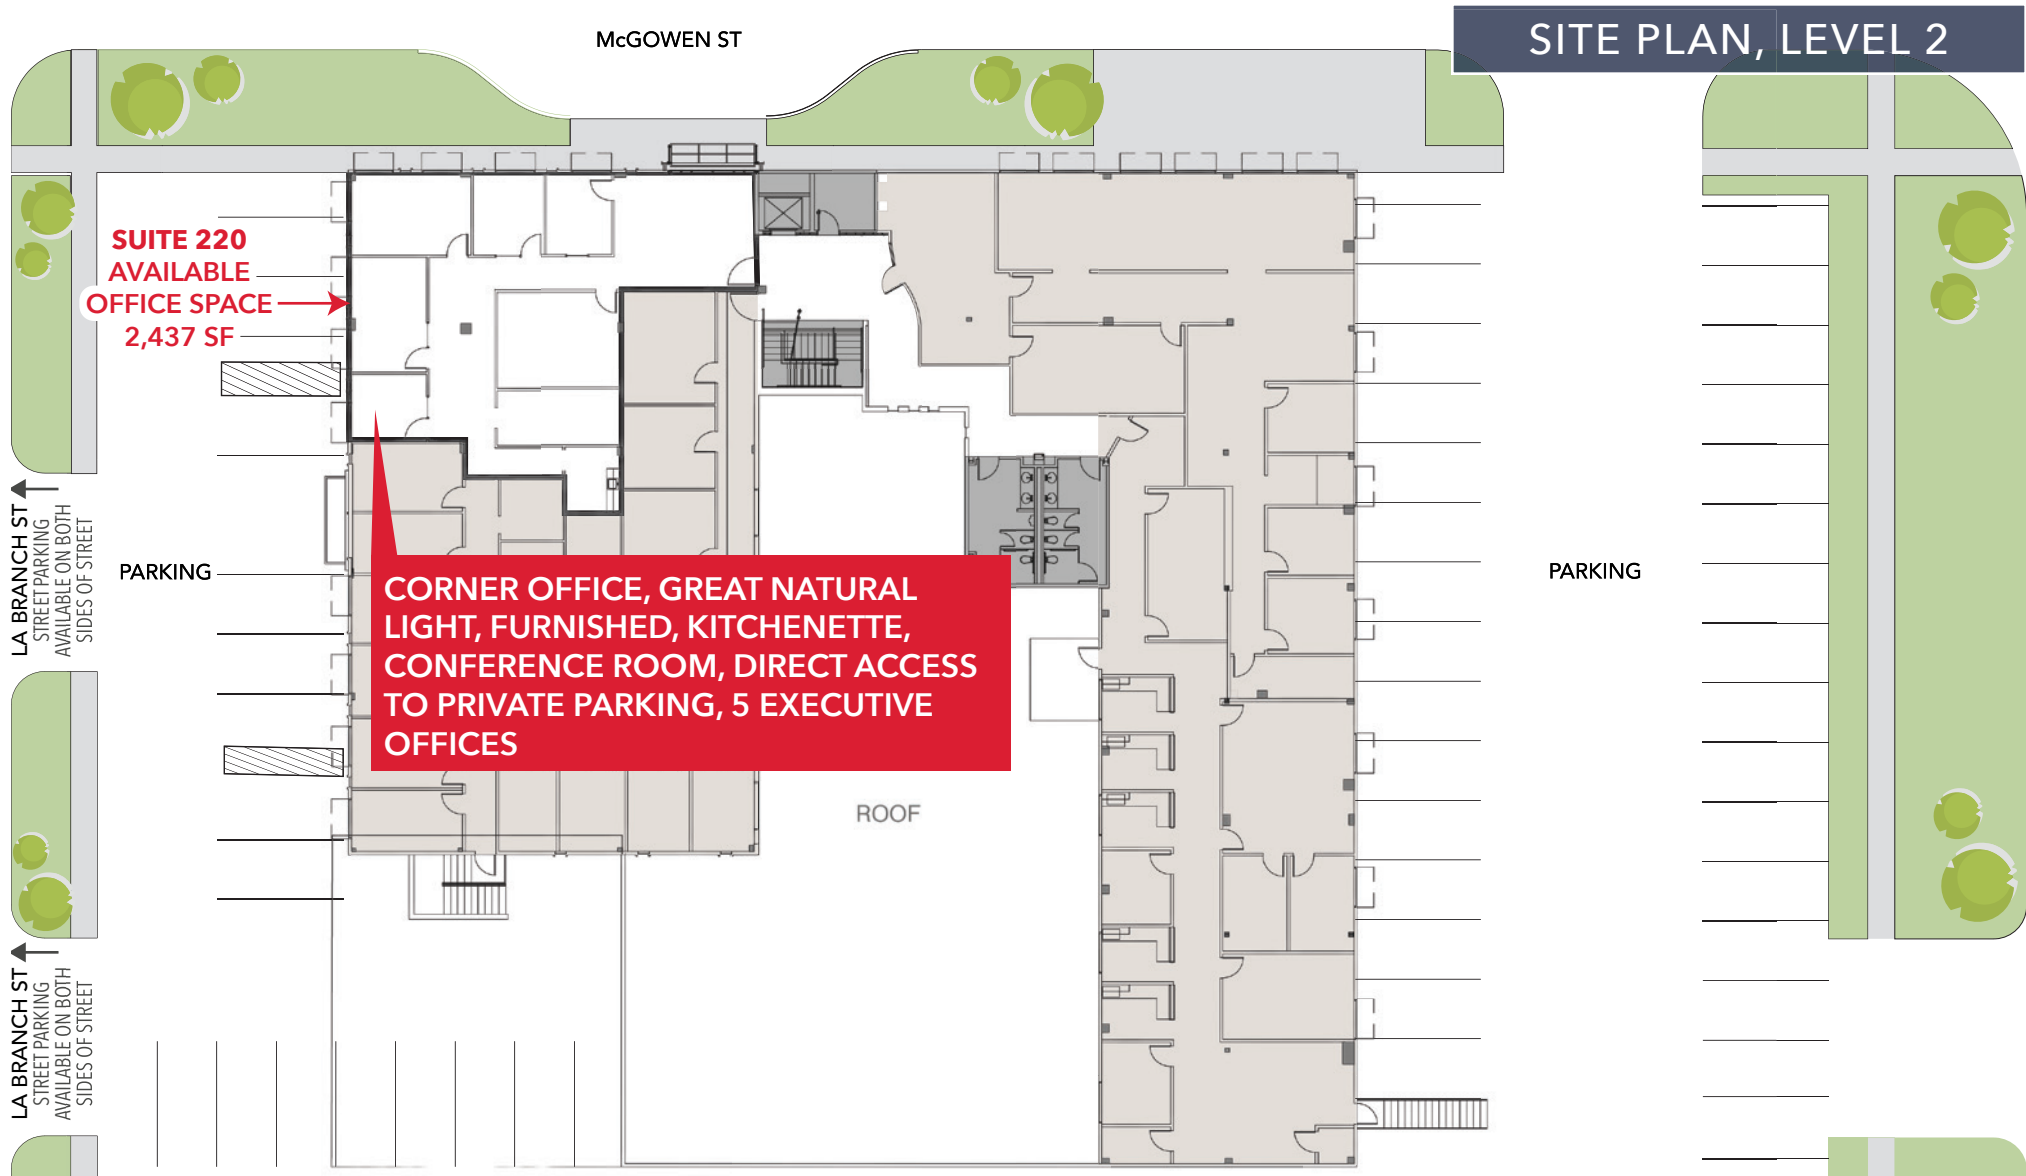 McGOWEN ST
SITE PLAN, LEVEL 2
SUITE 220
AVAILABLE
OFFICE SPACE
2,437 SF
LA BRANCH ST
STREET PARKING
AVAILABLE ON BOTH
SIDES OF STREET
PARKING
PARKING
CORNER OFFICE, GREAT NATURAL
LIGHT, FURNISHED, KITCHENETTE,
CONFERENCE ROOM, DIRECT ACCESS
TO PRIVATE PARKING, 5 EXECUTIVE
OFFICES
ROOF
LA BRANCH ST
STREET PARKING
AVAILABLE ON BOTH
SIDES OF STREET